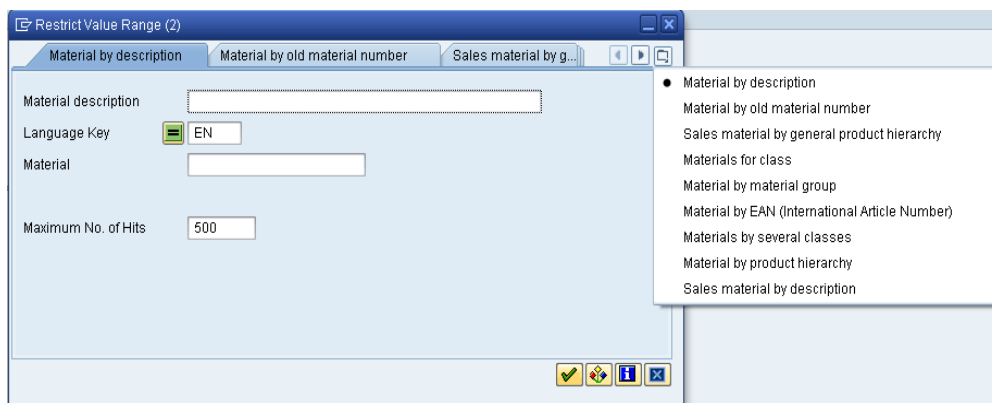 Restrict Value Range (2)
Material by description
Material by old material number
Sales material by g...
Material description
Language Key
EN
Material
Maximum No. of Hits
500
Material by description
Material by old material number
Sales material by general product hierarchy
Materials for class
Material by material group
Material by EAN (International Article Number)
Materials by several classes
Material by product hierarchy
Sales material by description